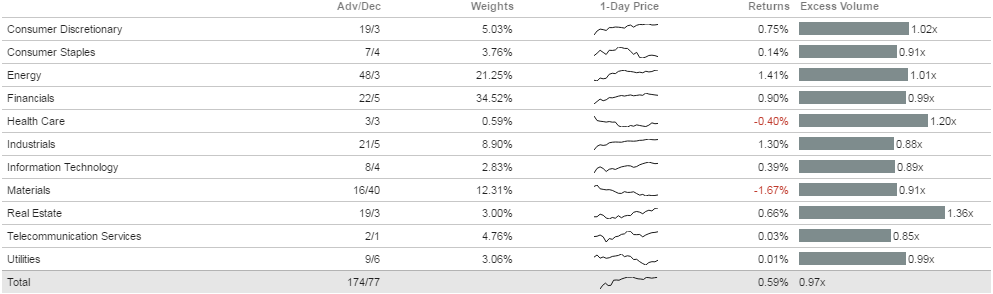 Adv/Dec Weights 1-Day Price Returns Excess Volume
Consumer Discretionary 19/3 5.03% 0.75% 1.02x
Consumer Staples 7/4 3.76% 0.14% 0.91x
Energy 48/3 21.25% 1.41% 1.01x
Financials 22/5 34.52% 0.90% 0.99x
Health Care 3/3 0.59% -0.40% 1.20x
Industrials 21/5 8.90% 1.30% 0.88x
Information Technology 8/4 2.83% 0.39% 0.89x
Materials 16/40 12.31% -1.67% 0.91x
Real Estate 19/3 3.00% 0.66% 1.36x
Telecommunication Services 2/1 4.76% 0.03% 0.85x
Utilities 9/6 3.06% 0.01% 0.99x
Total 174/77 0.59% 0.97x